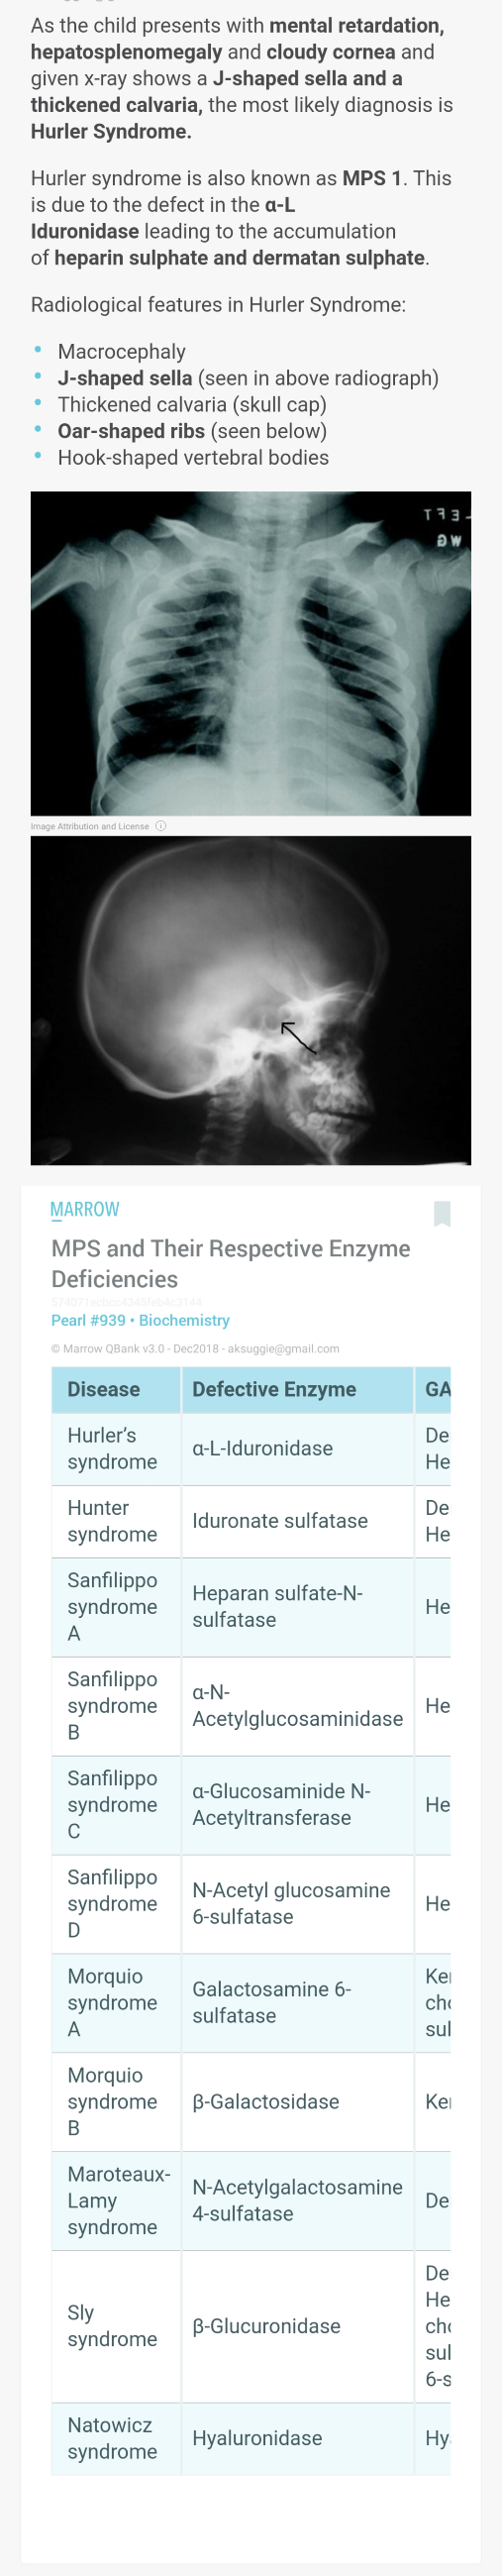 As the child presents with mental retardation,
hepatosplenomegaly and cloudy cornea and
given x-ray shows a J-shaped sella and a
thickened calvaria, the most likely diagnosis is
Hurler Syndrome.
Hurler syndrome is also known as MPS 1. This
is due to the defect in the α-L
Iduronidase leading to the accumulation
of heparin sulphate and dermatan sulphate.
Radiological features in Hurler Syndrome:
• Macrocephaly
• J-shaped sella (seen in above radiograph)
• Thickened calvaria (skull cap)
• Oar-shaped ribs (seen below)
• Hook-shaped vertebral bodies
LEFT
WG
Image Attribution and License
MARROW
MPS and Their Respective Enzyme
Deficiencies
Pearl #939 • Biochemistry
© Marrow QBank v3.0 - Dec2018 - aksuggie@gmail.com
Disease Defective Enzyme GA
Hurler's
syndrome
α-L-Iduronidase
De
He
Hunter
syndrome
Iduronate sulfatase
De
He
Sanfilippo
syndrome
A
Heparan sulfate-N-
sulfatase
He
Sanfilippo
syndrome
B
α-N-
Acetylglucosaminidase
He
Sanfilippo
syndrome
C
α-Glucosaminide N-
Acetyltransferase
He
Sanfilippo
syndrome
D
N-Acetyl glucosamine
6-sulfatase
He
Morquio
syndrome
A
Galactosamine 6-
sulfatase
Ker
cho
sul
Morquio
syndrome
B
β-Galactosidase
Ker
Maroteaux-
Lamy
syndrome
N-Acetylgalactosamine
4-sulfatase
De
Sly
syndrome
β-Glucuronidase
De
He
cho
sul
6-s
Natowicz
syndrome
Hyaluronidase
Hy